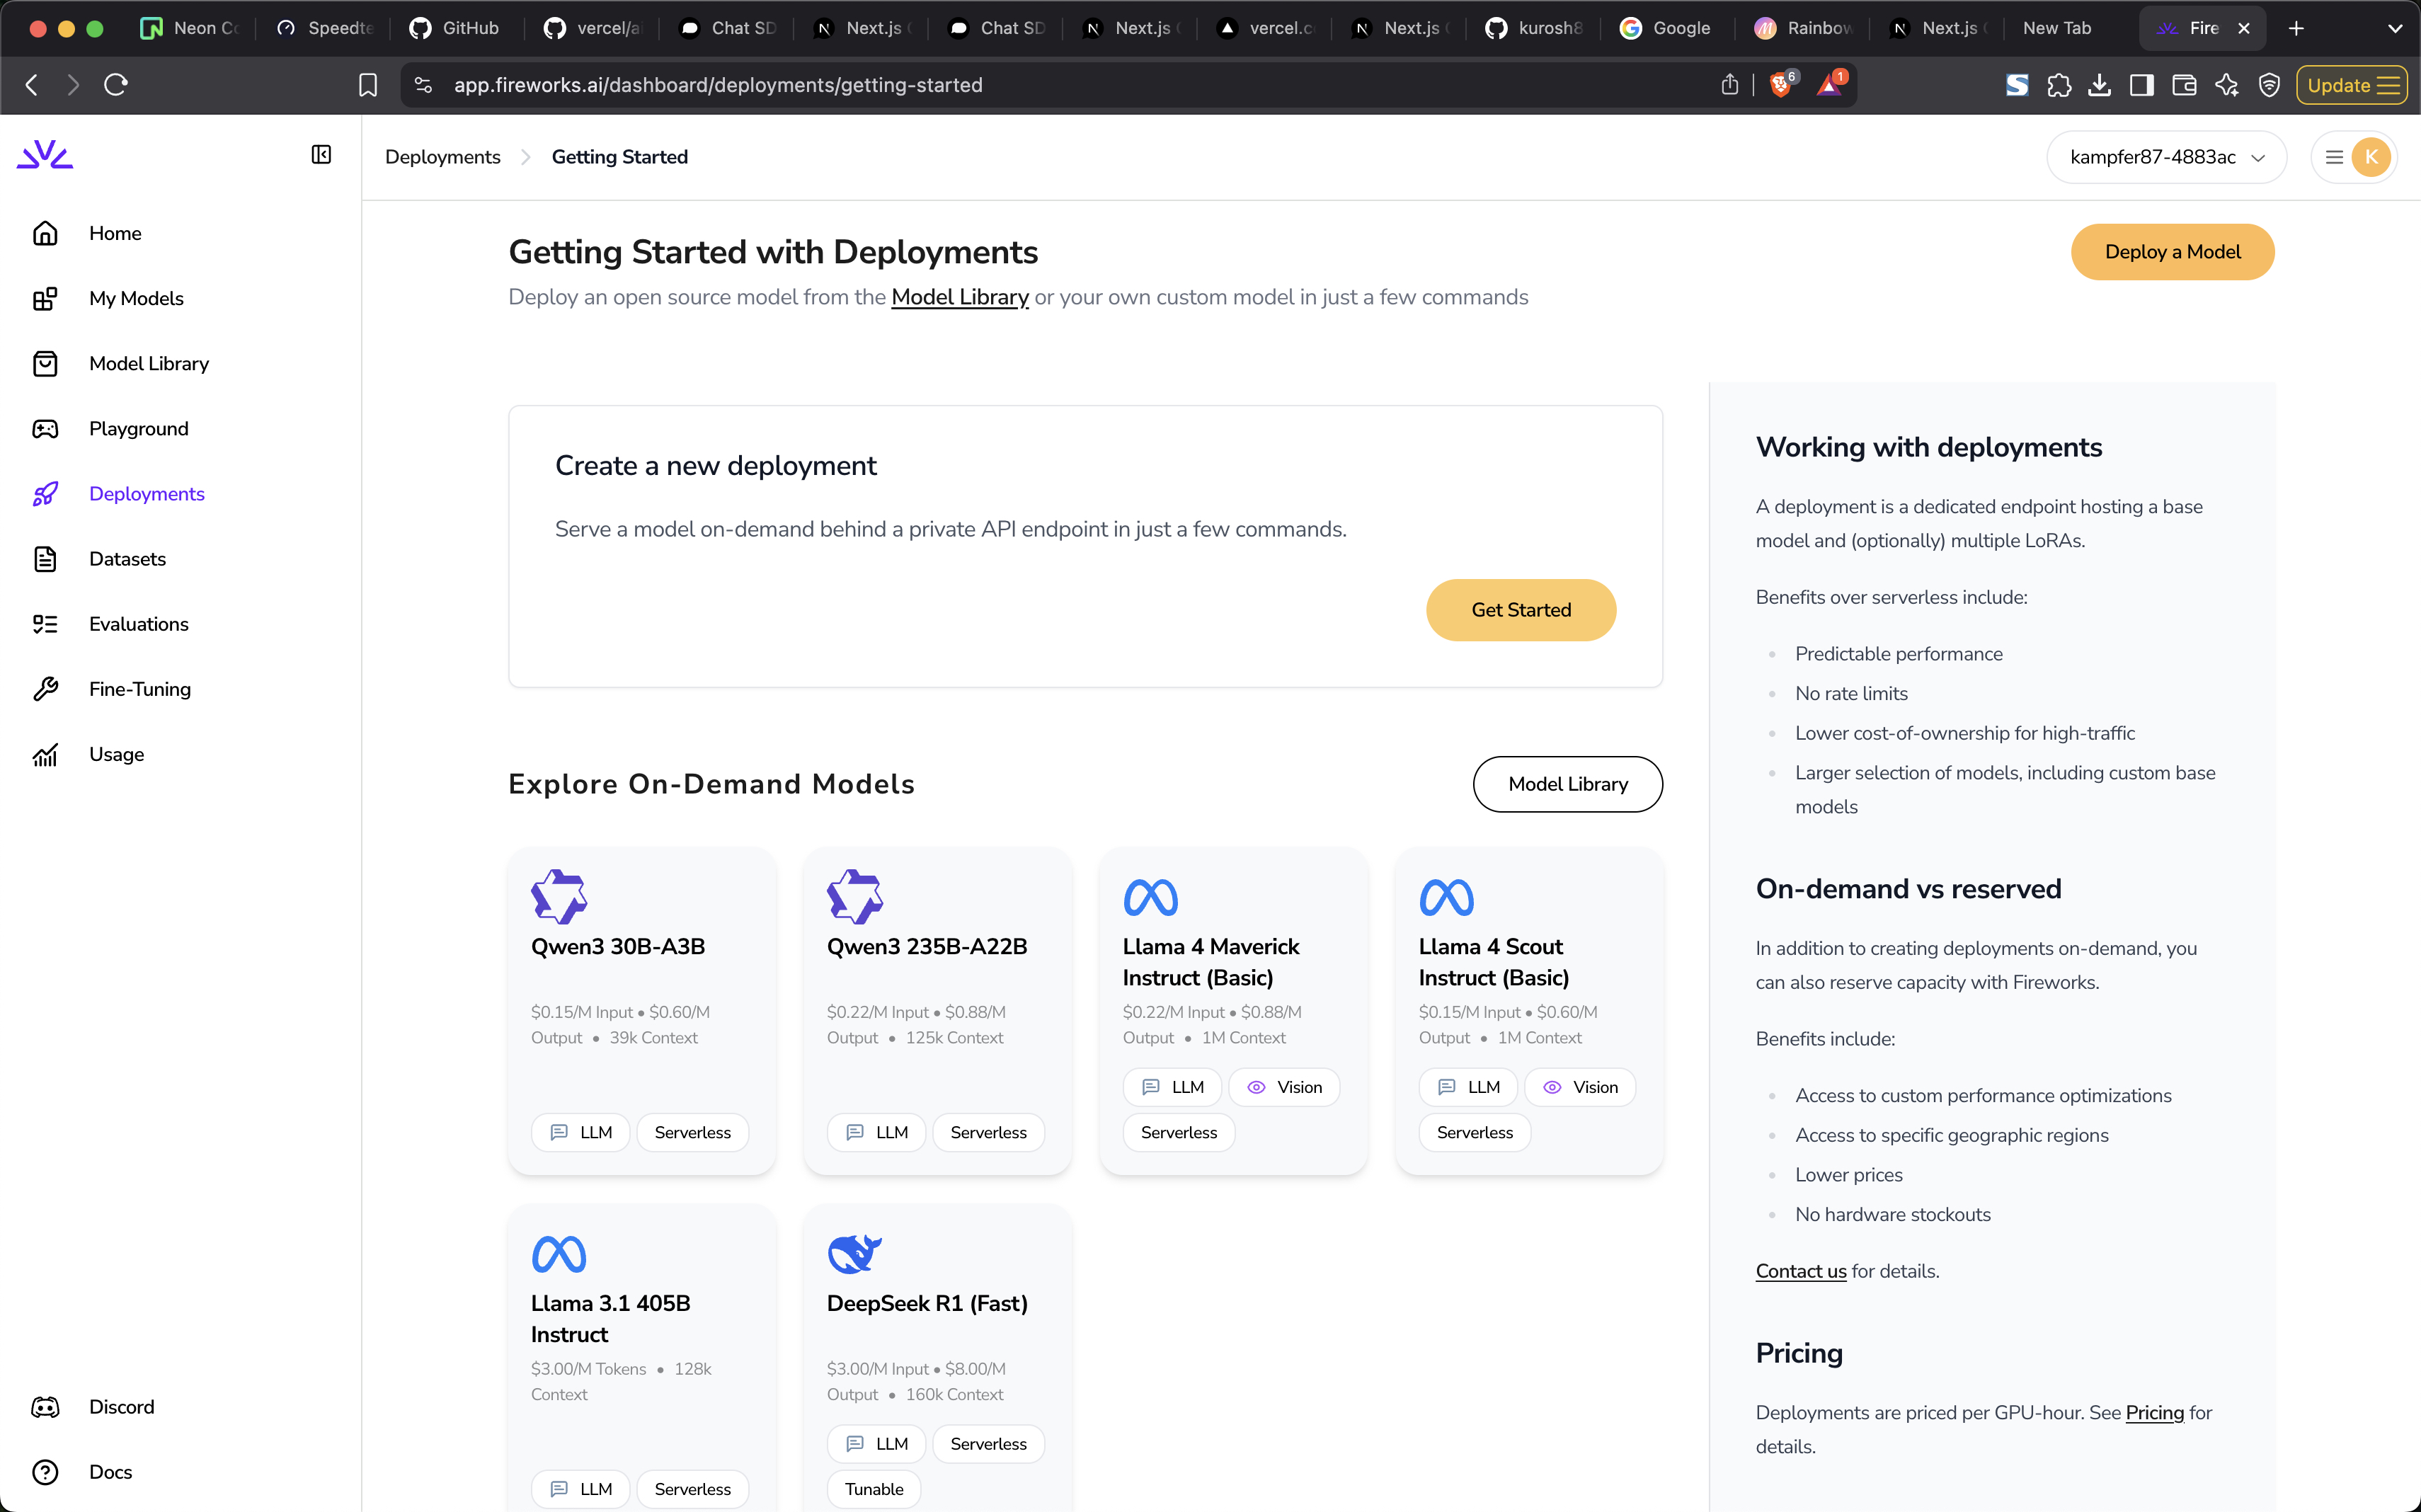 Neon Co
Speedte
GitHub
vercel/ai
Chat SD
Next.js
Chat SD
Next.js
vercel.c
Next.js
kurosh8
Google
Rainbow
Next.js
New Tab
Fire
app.fireworks.ai/dashboard/deployments/getting-started
6
1
Update
Home
My Models
Model Library
Playground
Deployments
Datasets
Evaluations
Fine-Tuning
Usage
Discord
Docs
Deployments
Getting Started
kampfer87-4883ac
K
Getting Started with Deployments
Deploy an open source model from the Model Library or your own custom model in just a few commands
Deploy a Model
Create a new deployment
Serve a model on-demand behind a private API endpoint in just a few commands.
Get Started
Explore On-Demand Models
Model Library
Qwen3 30B-A3B
$0.15/M Input • $0.60/M
Output • 39k Context
LLM
Serverless
Qwen3 235B-A22B
$0.22/M Input • $0.88/M
Output • 125k Context
LLM
Serverless
Llama 4 Maverick
Instruct (Basic)
$0.22/M Input • $0.88/M
Output • 1M Context
LLM
Vision
Serverless
Llama 4 Scout
Instruct (Basic)
$0.15/M Input • $0.60/M
Output • 1M Context
LLM
Vision
Serverless
Llama 3.1 405B
Instruct
$3.00/M Tokens • 128k
Context
LLM
Serverless
DeepSeek R1 (Fast)
$3.00/M Input • $8.00/M
Output • 160k Context
LLM
Serverless
Tunable
Working with deployments
A deployment is a dedicated endpoint hosting a base
model and (optionally) multiple LoRAs.
Benefits over serverless include:
• Predictable performance
• No rate limits
• Lower cost-of-ownership for high-traffic
• Larger selection of models, including custom base
models
On-demand vs reserved
In addition to creating deployments on-demand, you
can also reserve capacity with Fireworks.
Benefits include:
• Access to custom performance optimizations
• Access to specific geographic regions
• Lower prices
• No hardware stockouts
Contact us for details.
Pricing
Deployments are priced per GPU-hour. See Pricing for
details.